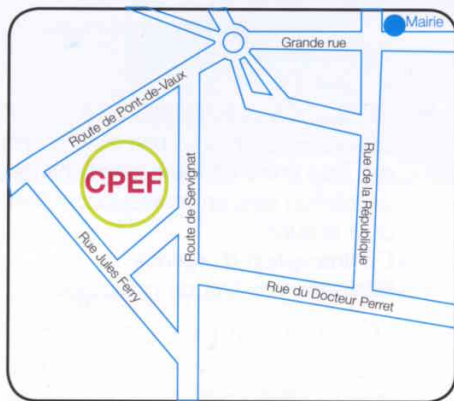 Mairie
Grande rue
Route de Pont-de-Vaux
CPEF
Route de Servignat
Rue de la République
Rue Jules Ferry
Rue du Docteur Perret